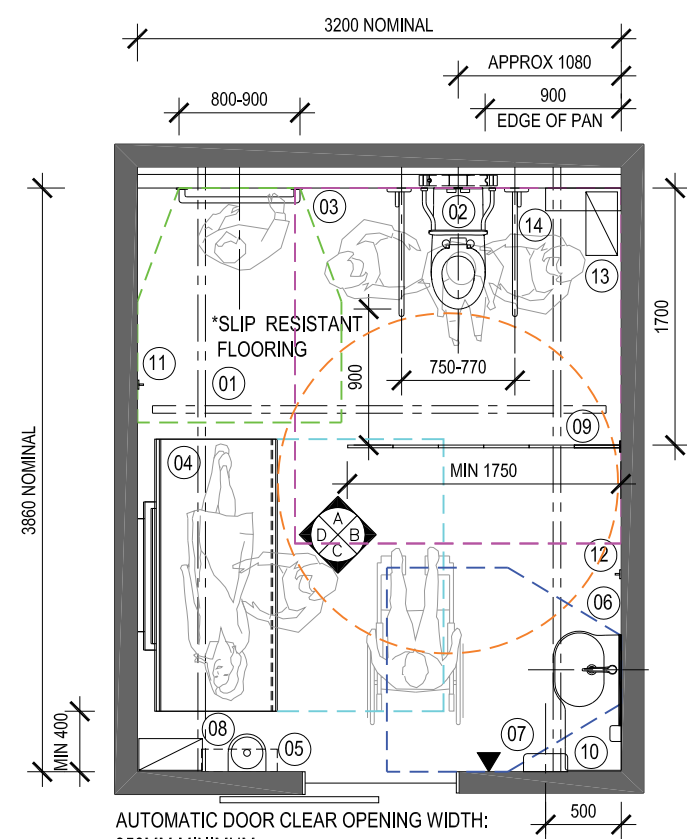 3200 NOMINAL
APPROX 1080
800-900
900
EDGE OF PAN
03
02
14
13
*SLIP RESISTANT
FLOORING
11
01
900
750-770
1700
09
04
MIN 1750
3860 NOMINAL
A
D B
C
12
06
MIN 400
08
05
07
10
AUTOMATIC DOOR CLEAR OPENING WIDTH:
500